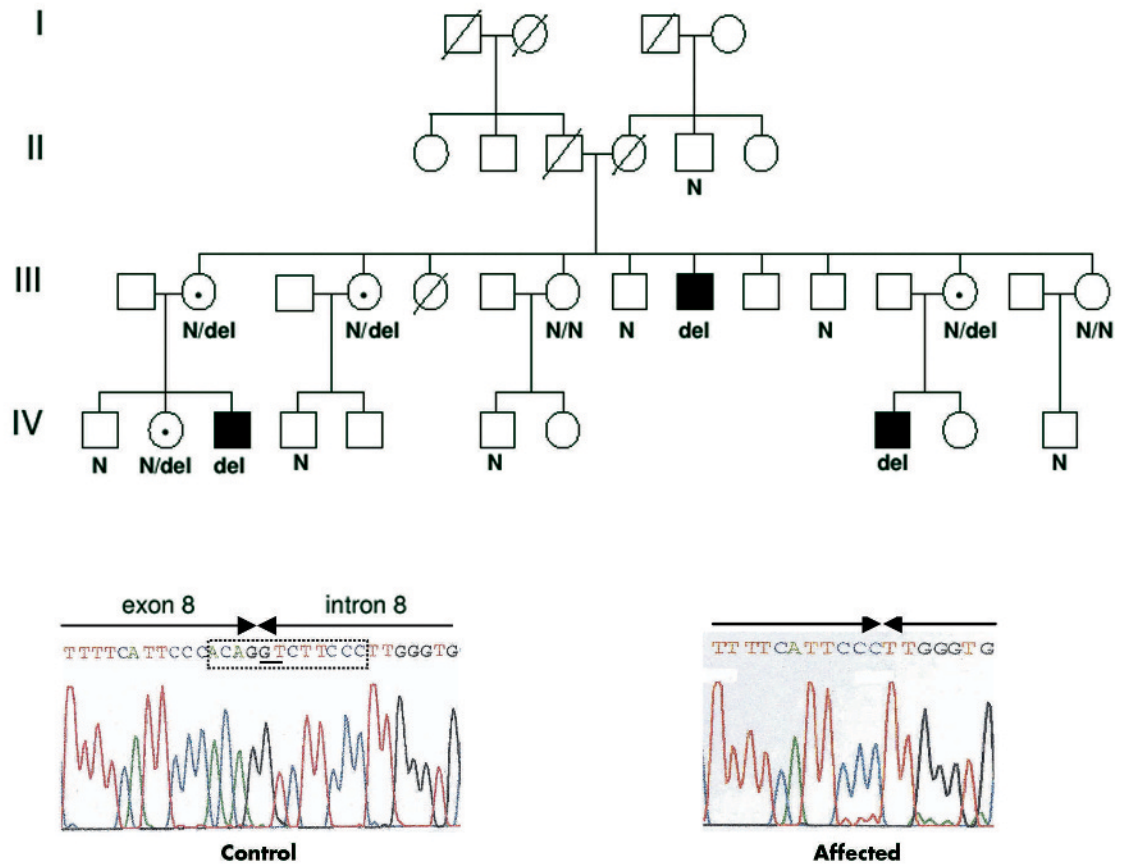 I
II
N
III
N/del N/del N/N N del N N/del N/N
IV
N N/del del N N del N
exon 8 intron 8
TTTTCATTCCCACAGGTCTTCCCTTGGGTG
TTTTCATTCCCTTGGGTG
Control
Affected